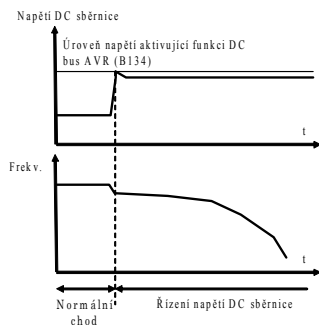 Napětí DC sběrnice
Úroveň napětí aktivující funkci DC
bus AVR (B134)
t
Frekv.
t
Normální
chod
Řízení napětí DC sběrnice